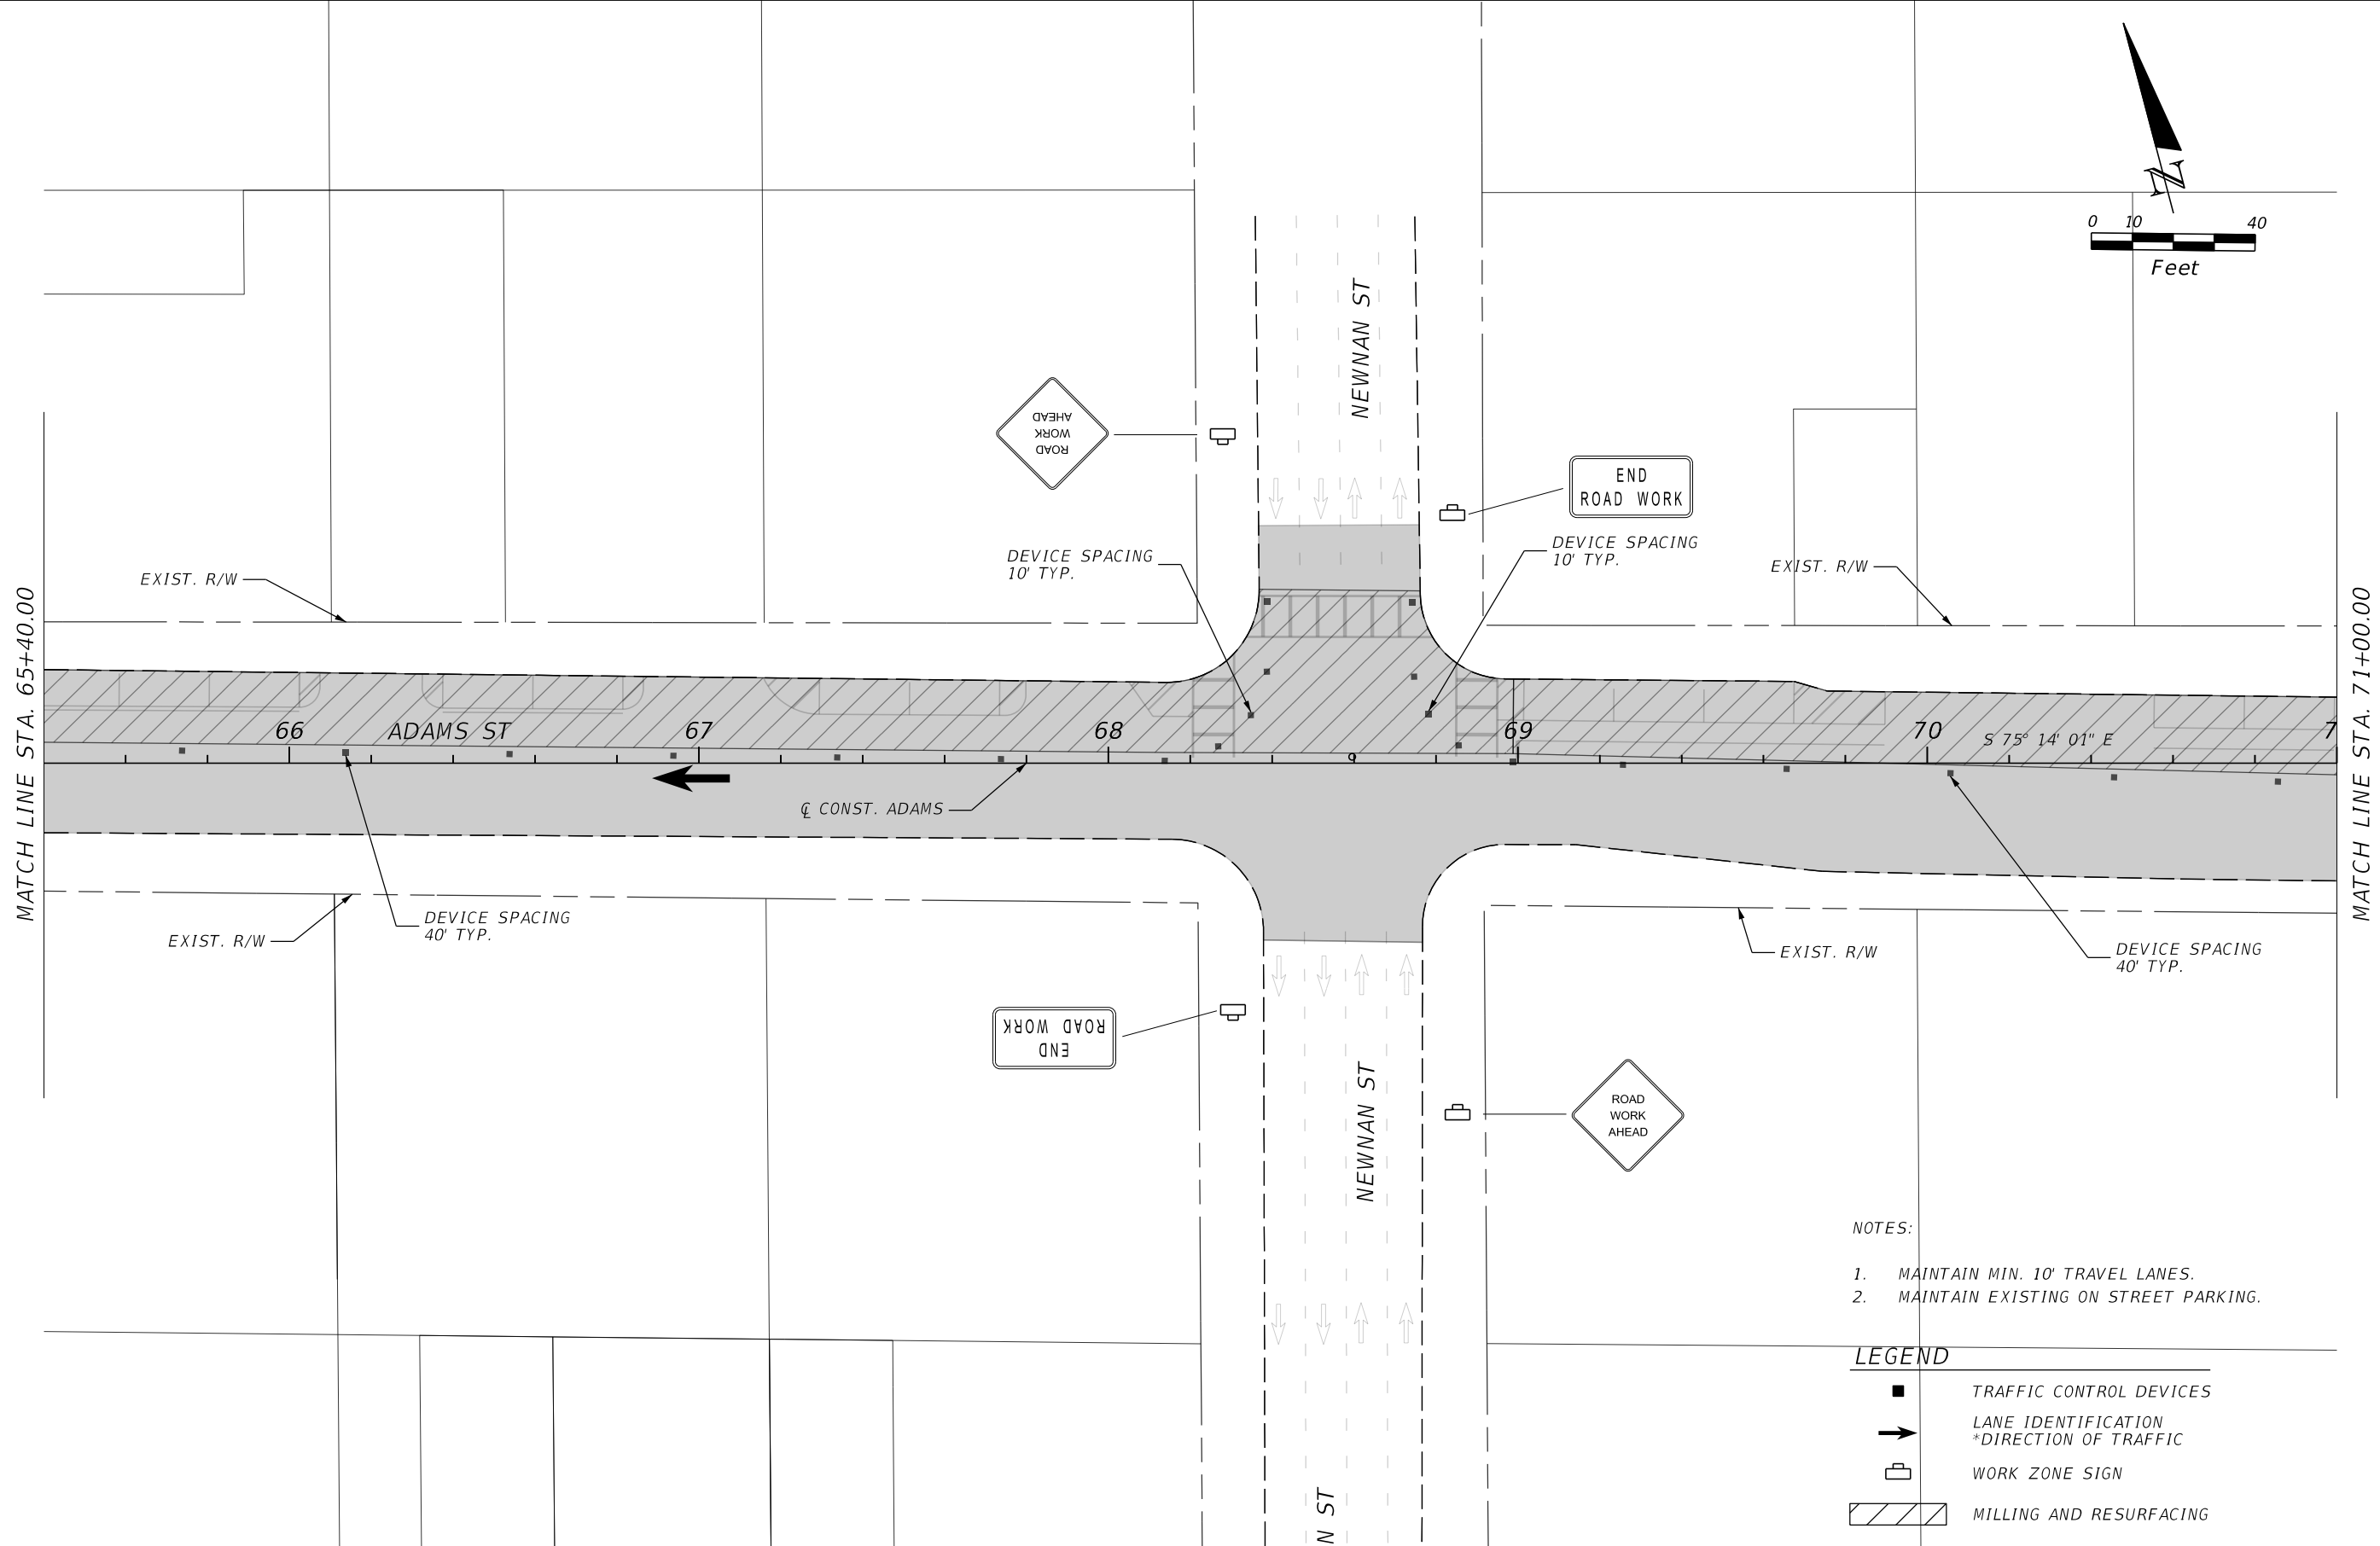 0 10 40
Feet
N
NEWNAN ST
ROAD
WORK
AHEAD
END
ROAD WORK
DEVICE SPACING
10' TYP.
DEVICE SPACING
10' TYP.
EXIST. R/W
EXIST. R/W
MATCH LINE STA. 65+40.00
MATCH LINE STA. 71+00.00
66 ADAMS ST 67 68 69 70 S 75° 14' 01" E 7
℄ CONST. ADAMS
DEVICE SPACING
40' TYP.
EXIST. R/W
EXIST. R/W
DEVICE SPACING
40' TYP.
END
ROAD WORK
NEWNAN ST
ROAD
WORK
AHEAD
N ST
NOTES:
1. MAINTAIN MIN. 10' TRAVEL LANES.
2. MAINTAIN EXISTING ON STREET PARKING.
LEGEND
TRAFFIC CONTROL DEVICES
LANE IDENTIFICATION
*DIRECTION OF TRAFFIC
WORK ZONE SIGN
MILLING AND RESURFACING